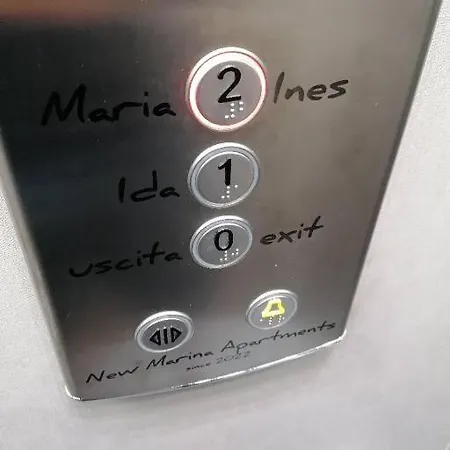 Maria 2 Ines
Ida 1
uscita 0 exit
New Marina Apartments
since 2022